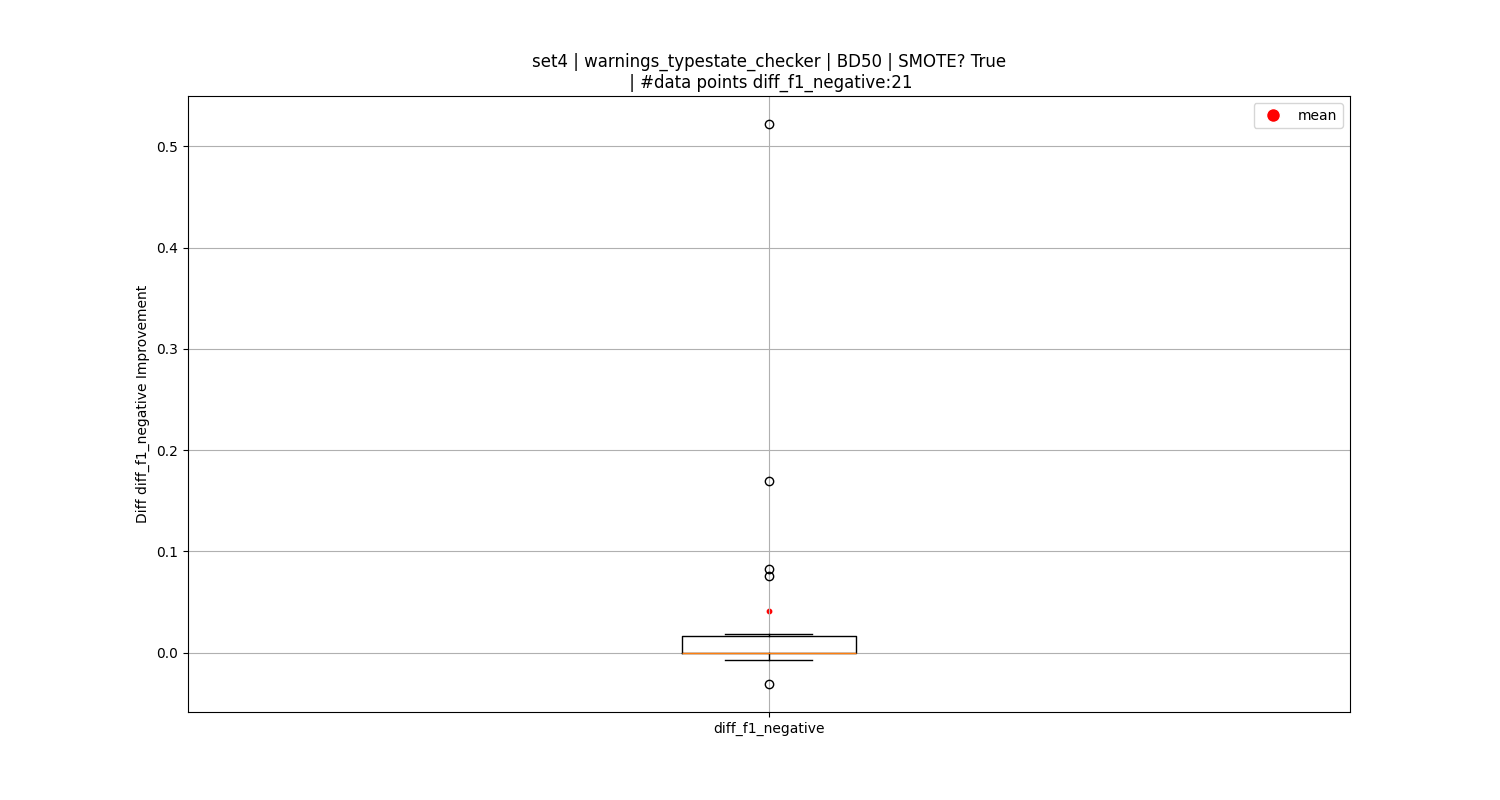 set4 | warnings_typestate_checker | BD50 | SMOTE? True
| #data points diff_f1_negative:21
mean
0.5
0.4
0.3
0.2
0.1
0.0
Diff diff_f1_negative Improvement
diff_f1_negative